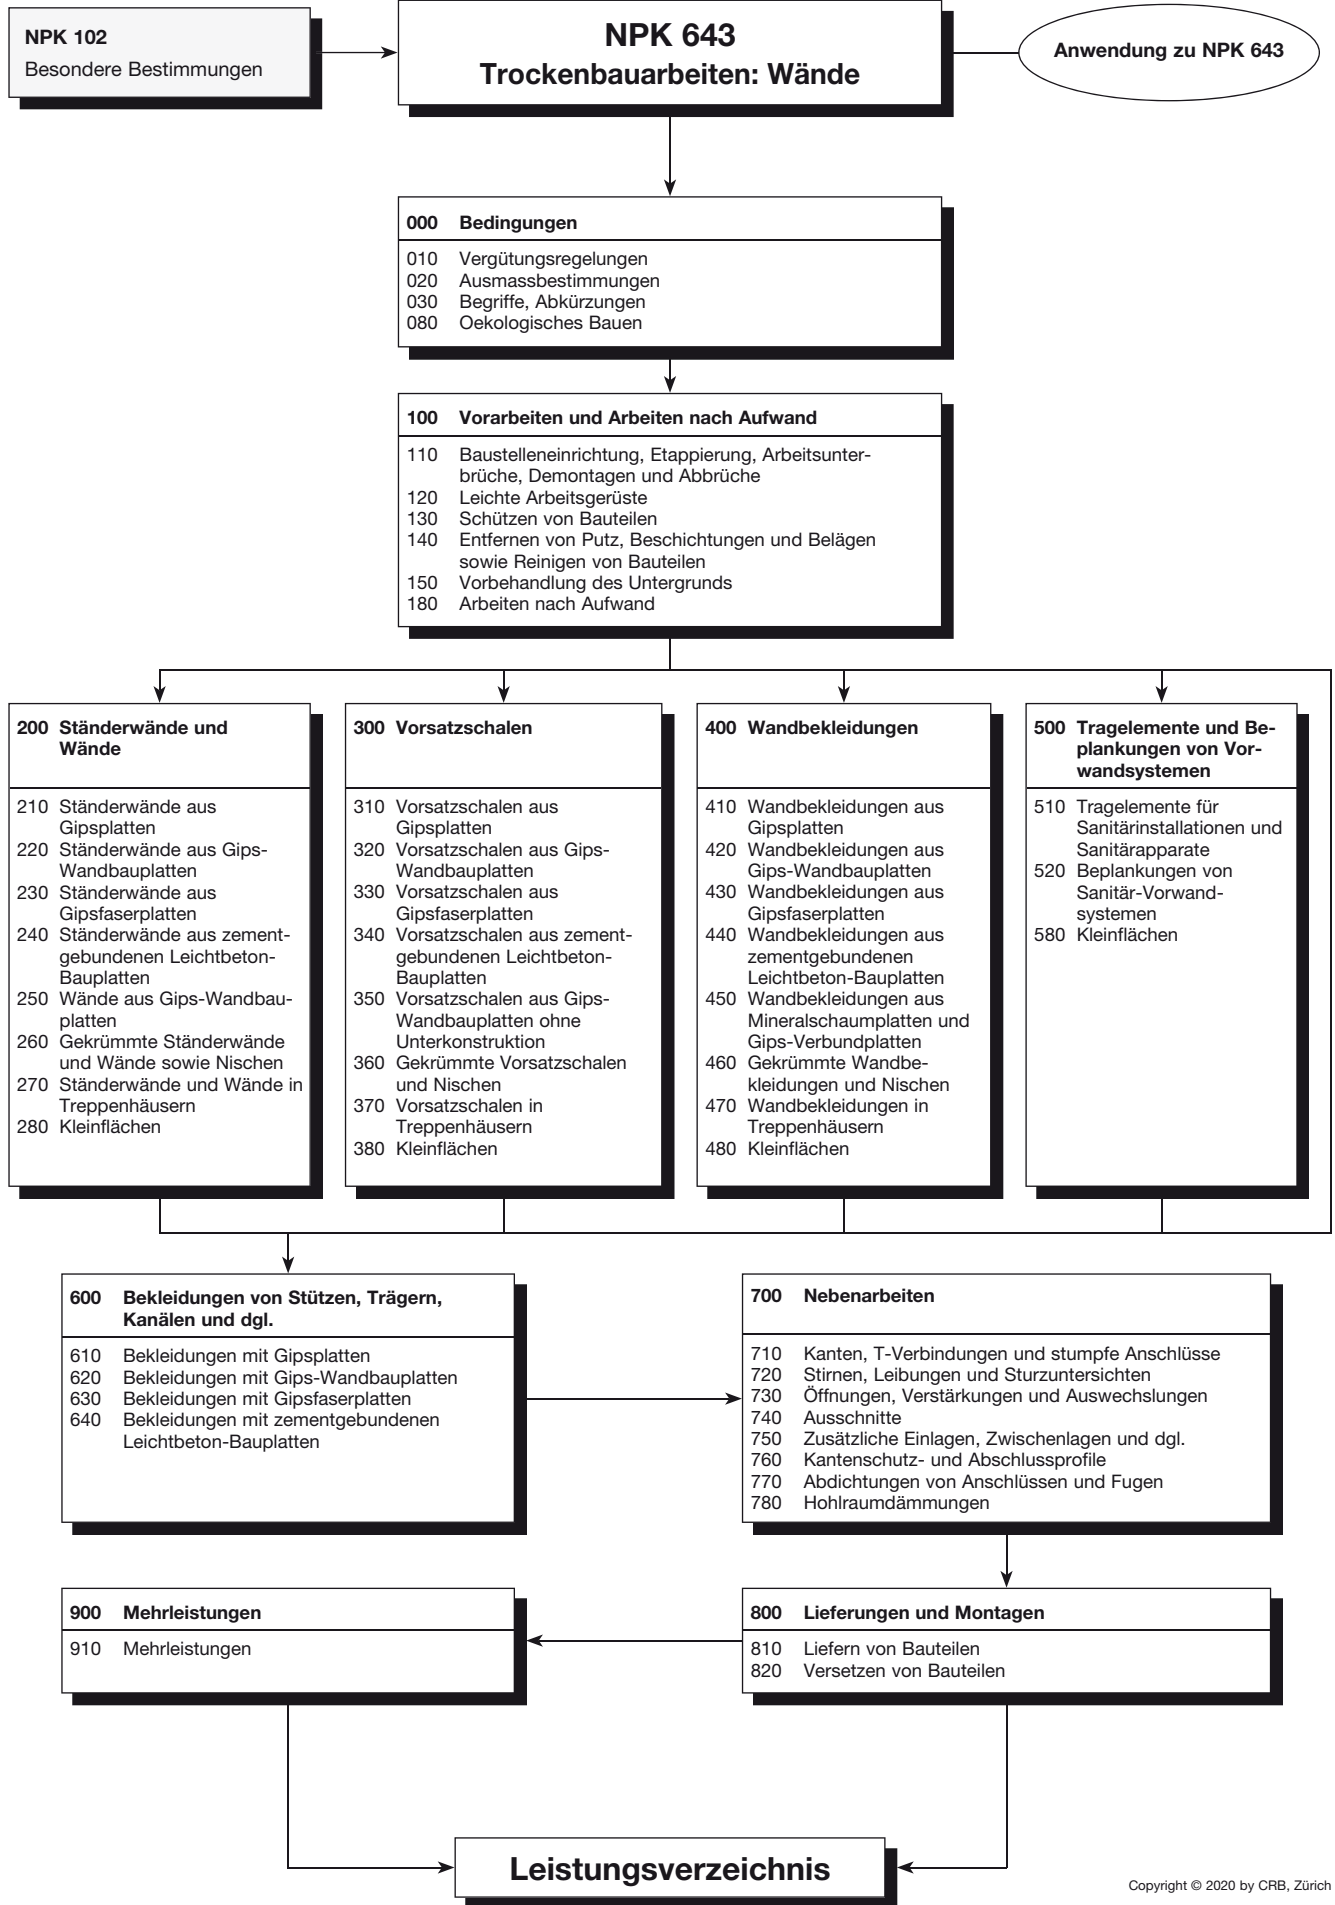 NPK 102
Besondere Bestimmungen
NPK 643
Trockenbauarbeiten: Wände
Anwendung zu NPK 643
000 Bedingungen
010 Vergütungsregelungen
020 Ausmassbestimmungen
030 Begriffe, Abkürzungen
080 Oekologisches Bauen
100 Vorarbeiten und Arbeiten nach Aufwand
110 Baustelleneinrichtung, Etappierung, Arbeitsunter-
brüche, Demontagen und Abbrüche
120 Leichte Arbeitsgerüste
130 Schützen von Bauteilen
140 Entfernen von Putz, Beschichtungen und Belägen
sowie Reinigen von Bauteilen
150 Vorbehandlung des Untergrunds
180 Arbeiten nach Aufwand
200 Ständerwände und
Wände
210 Ständerwände aus
Gipsplatten
220 Ständerwände aus Gips-
Wandbauplatten
230 Ständerwände aus
Gipsfaserplatten
240 Ständerwände aus zement-
gebundenen Leichtbeton-
Bauplatten
250 Wände aus Gips-Wandbau-
platten
260 Gekrümmte Ständerwände
und Wände sowie Nischen
270 Ständerwände und Wände in
Treppenhäusern
280 Kleinflächen
300 Vorsatzschalen
310 Vorsatzschalen aus
Gipsplatten
320 Vorsatzschalen aus Gips-
Wandbauplatten
330 Vorsatzschalen aus
Gipsfaserplatten
340 Vorsatzschalen aus zement-
gebundenen Leichtbeton-
Bauplatten
350 Vorsatzschalen aus Gips-
Wandbauplatten ohne
Unterkonstruktion
360 Gekrümmte Vorsatzschalen
und Nischen
370 Vorsatzschalen in
Treppenhäusern
380 Kleinflächen
400 Wandbekleidungen
410 Wandbekleidungen aus
Gipsplatten
420 Wandbekleidungen aus
Gips-Wandbauplatten
430 Wandbekleidungen aus
Gipsfaserplatten
440 Wandbekleidungen aus
zementgebundenen
Leichtbeton-Bauplatten
450 Wandbekleidungen aus
Mineralschaumplatten und
Gips-Verbundplatten
460 Gekrümmte Wandbe-
kleidungen und Nischen
470 Wandbekleidungen in
Treppenhäusern
480 Kleinflächen
500 Tragelemente und Be-
plankungen von Vor-
wandsystemen
510 Tragelemente für
Sanitärinstallationen und
Sanitärapparate
520 Beplankungen von
Sanitär-Vorwand-
systemen
580 Kleinflächen
600 Bekleidungen von Stützen, Trägern,
Kanälen und dgl.
610 Bekleidungen mit Gipsplatten
620 Bekleidungen mit Gips-Wandbauplatten
630 Bekleidungen mit Gipsfaserplatten
640 Bekleidungen mit zementgebundenen
Leichtbeton-Bauplatten
700 Nebenarbeiten
710 Kanten, T-Verbindungen und stumpfe Anschlüsse
720 Stirnen, Leibungen und Sturzuntersichten
730 Öffnungen, Verstärkungen und Auswechslungen
740 Ausschnitte
750 Zusätzliche Einlagen, Zwischenlagen und dgl.
760 Kantenschutz- und Abschlussprofile
770 Abdichtungen von Anschlüssen und Fugen
780 Hohlraumdämmungen
900 Mehrleistungen
910 Mehrleistungen
800 Lieferungen und Montagen
810 Liefern von Bauteilen
820 Versetzen von Bauteilen
Leistungsverzeichnis
Copyright © 2020 by CRB, Zürich